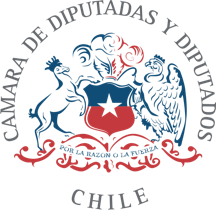 CAMARA DE DIPUTADAS Y DIPUTADOS
POR LA RAZON O LA FUERZA
CHILE